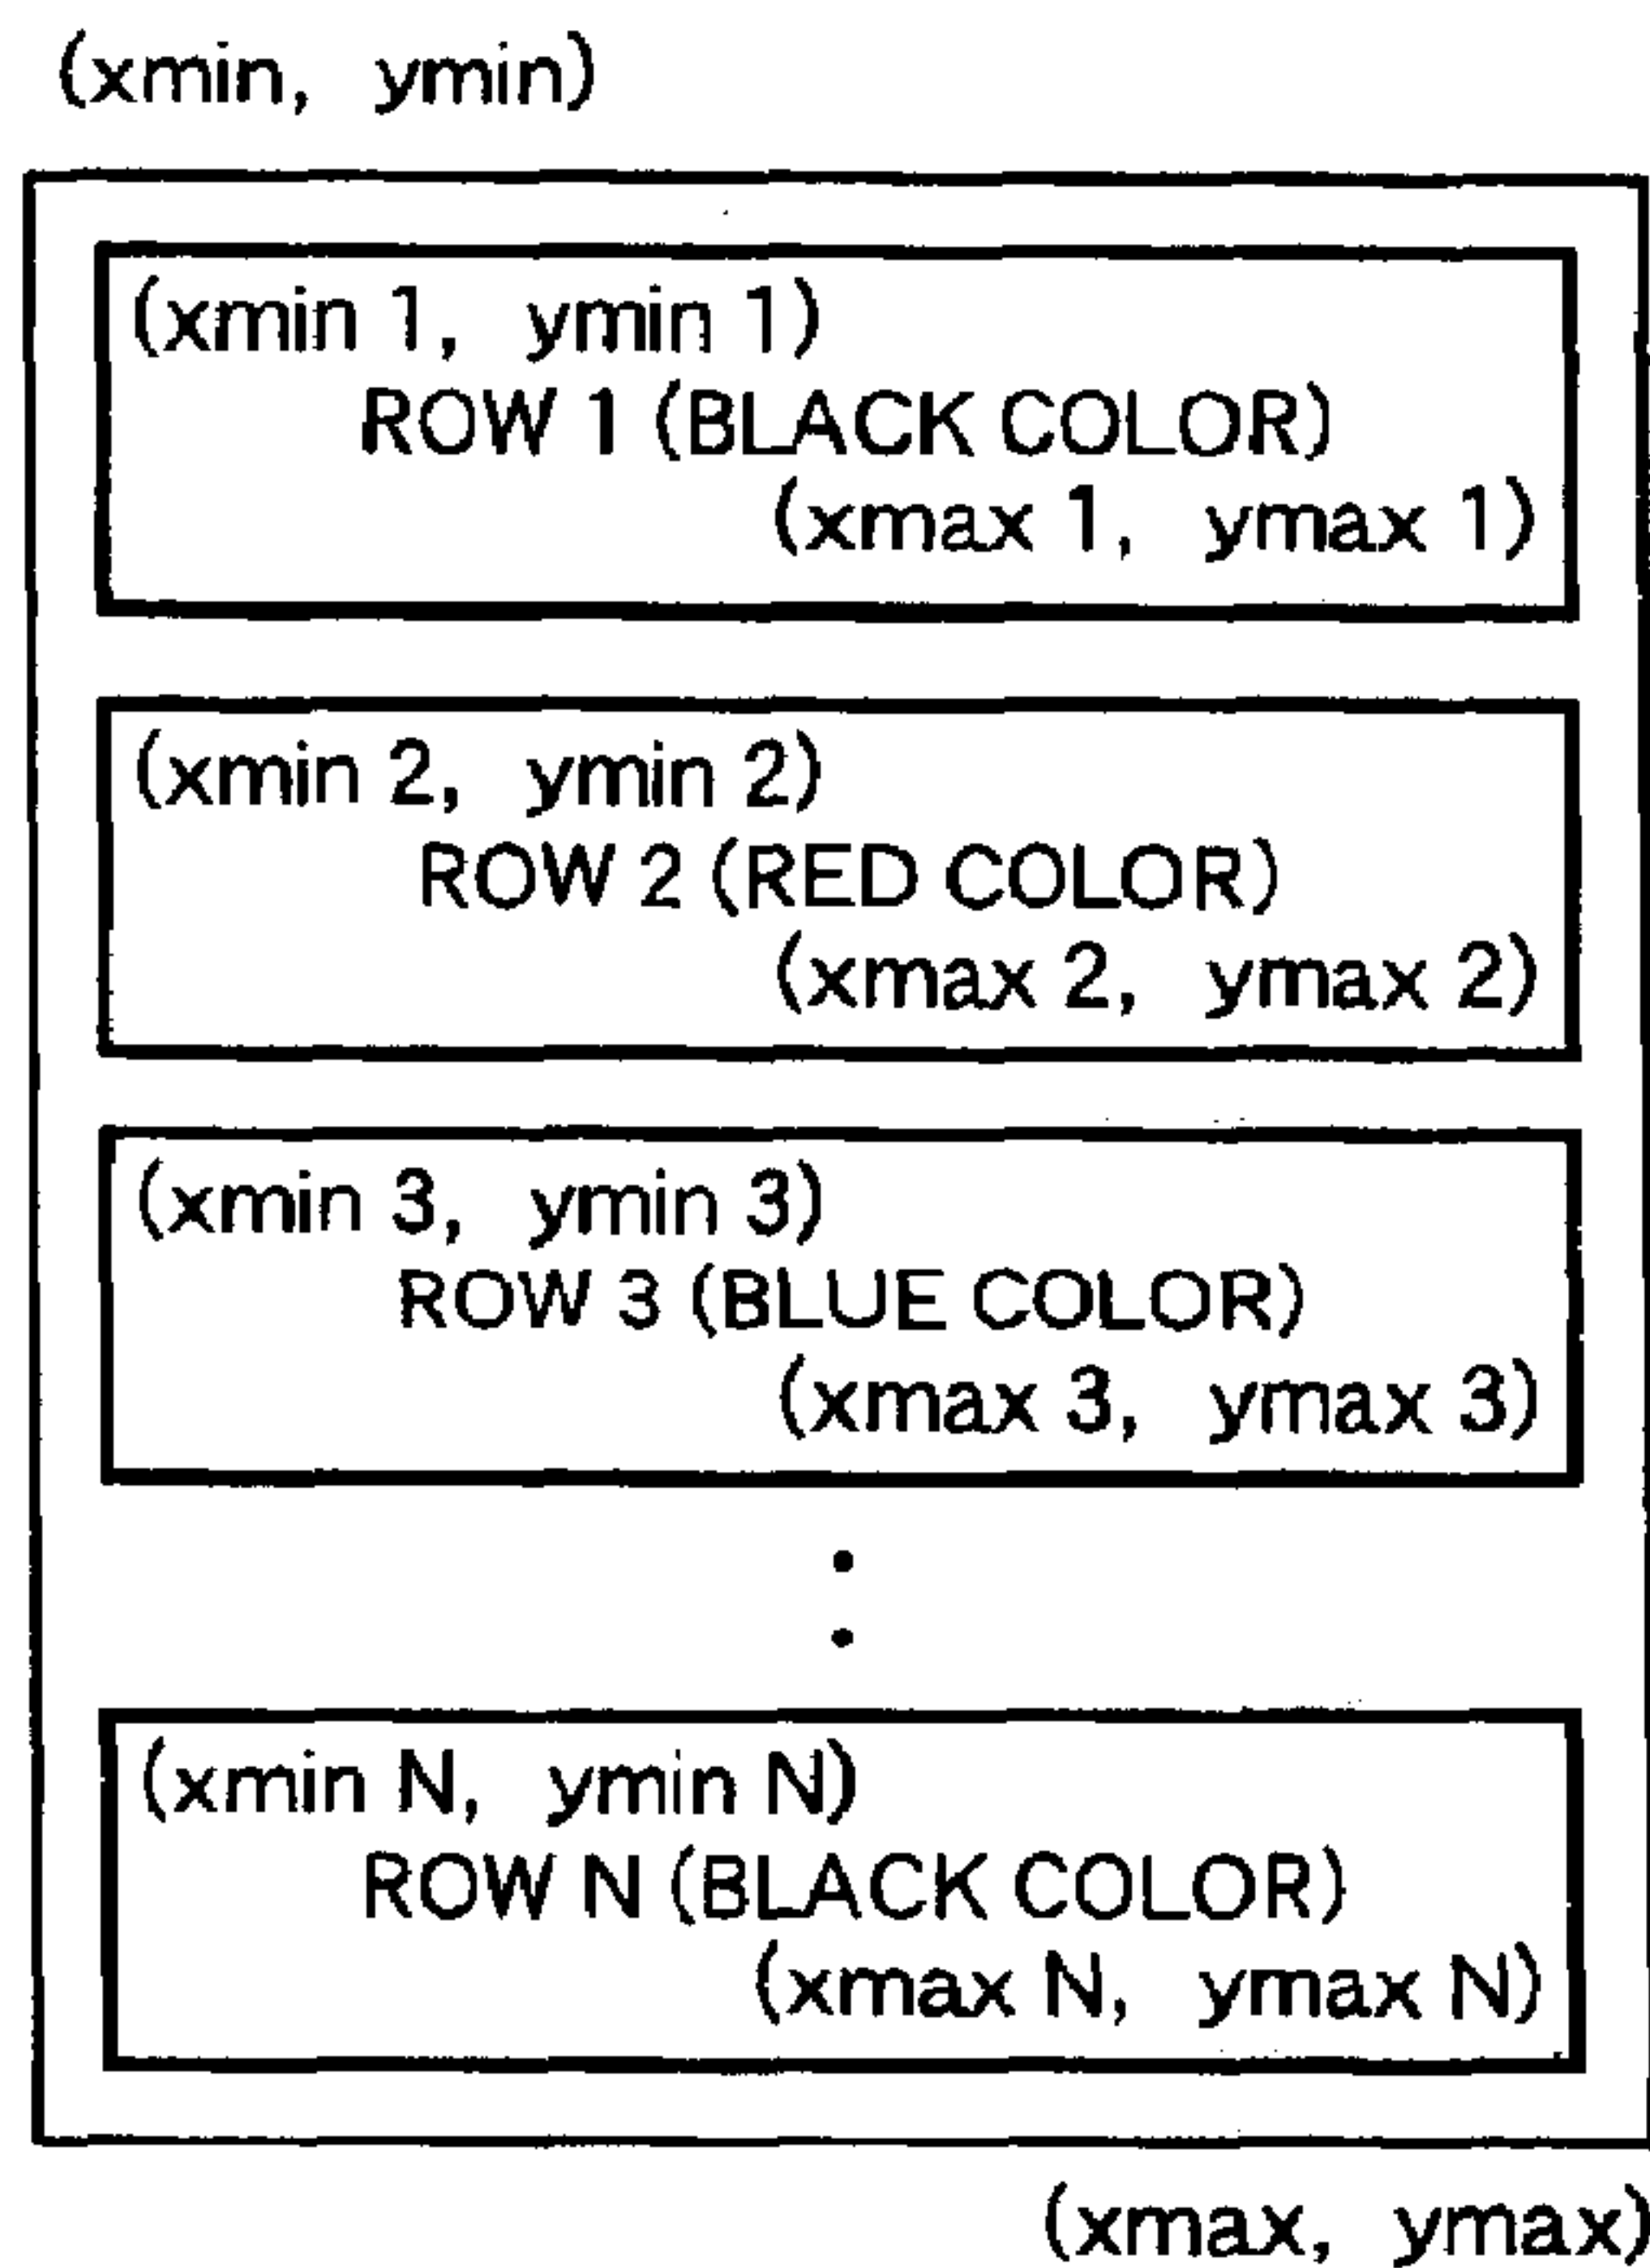 (xmin, ymin)
(xmin 1, ymin 1)
ROW 1 (BLACK COLOR)
(xmax 1, ymax 1)
(xmin 2, ymin 2)
ROW 2 (RED COLOR)
(xmax 2, ymax 2)
(xmin 3, ymin 3)
ROW 3 (BLUE COLOR)
(xmax 3, ymax 3)
(xmin N, ymin N)
ROW N (BLACK COLOR)
(xmax N, ymax N)
(xmax, ymax)